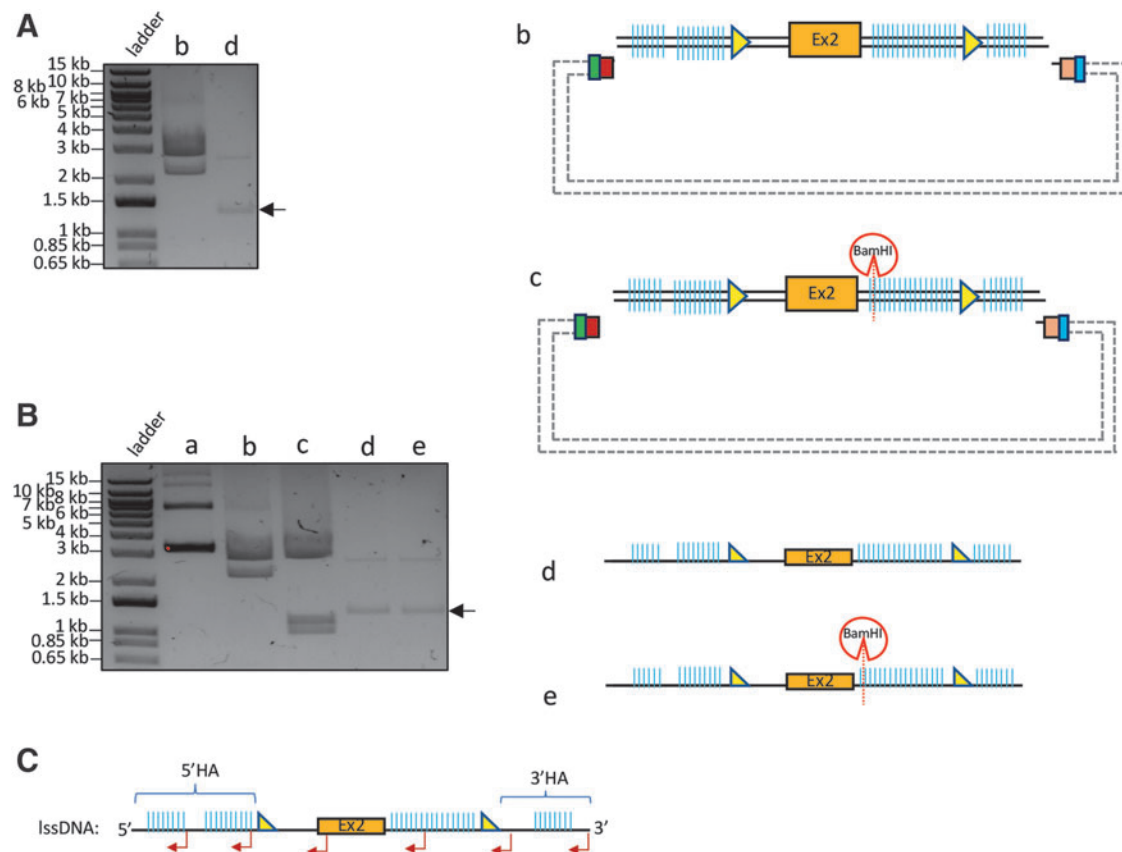 A
ladder b d
15 kb
10 kb
8 kb
7 kb
6 kb
5 kb
4 kb
3 kb
2 kb
1.5 kb
1 kb
0.85 kb
0.65 kb
b
Ex2
BamHI
c
Ex2
B
ladder a b c d e
15 kb
10 kb
8 kb
7 kb
6 kb
5 kb
4 kb
3 kb
2 kb
1.5 kb
1 kb
0.85 kb
0.65 kb
d
Ex2
BamHI
e
Ex2
C
5'HA 3'HA
lssDNA: 5' Ex2 3'